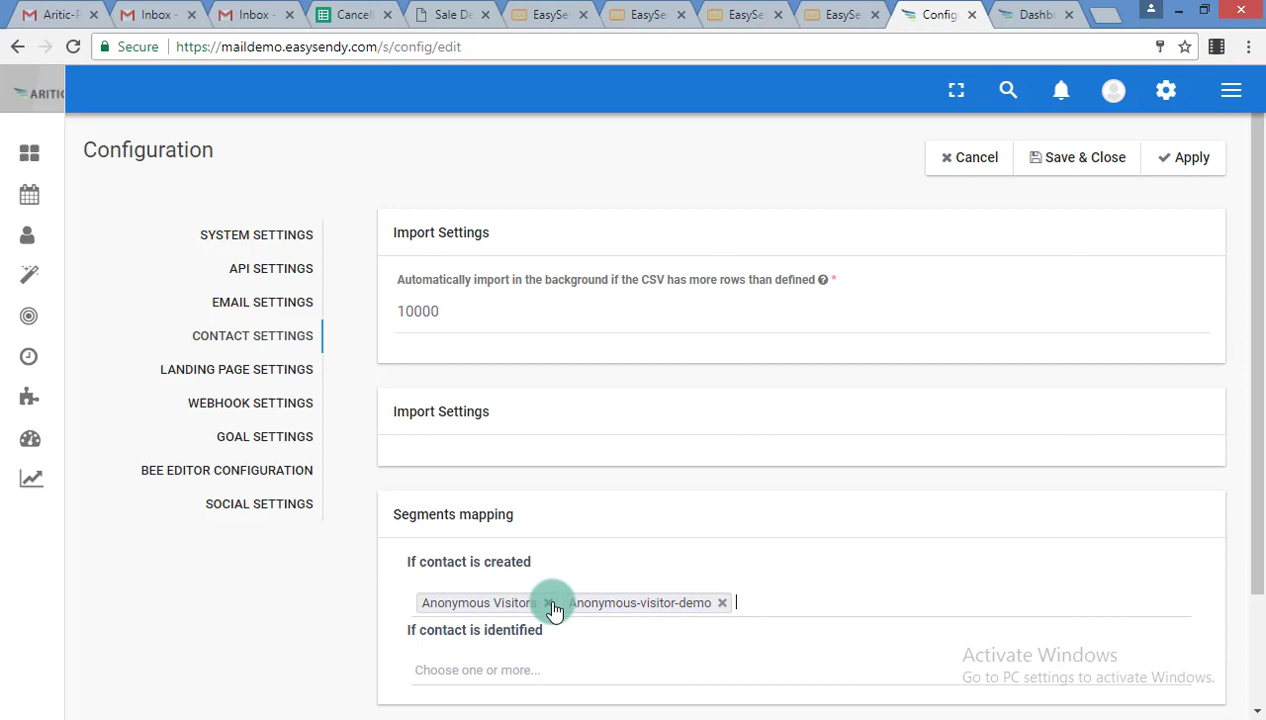 Aritic-P
Inbox -
Inbox -
Cancell
Sale De
EasySe
EasySe
EasySe
EasySe
Config
Dashbo
Secure
https://maildemo.easysendy.com/s/config/edit
ARITIC
Configuration
Cancel
Save & Close
Apply
SYSTEM SETTINGS
API SETTINGS
EMAIL SETTINGS
CONTACT SETTINGS
LANDING PAGE SETTINGS
WEBHOOK SETTINGS
GOAL SETTINGS
BEE EDITOR CONFIGURATION
SOCIAL SETTINGS
Import Settings
Automatically import in the background if the CSV has more rows than defined *
10000
Import Settings
Segments mapping
If contact is created
Anonymous Visitors × Anonymous-visitor-demo ×
If contact is identified
Choose one or more...
Activate Windows
Go to PC settings to activate Windows.